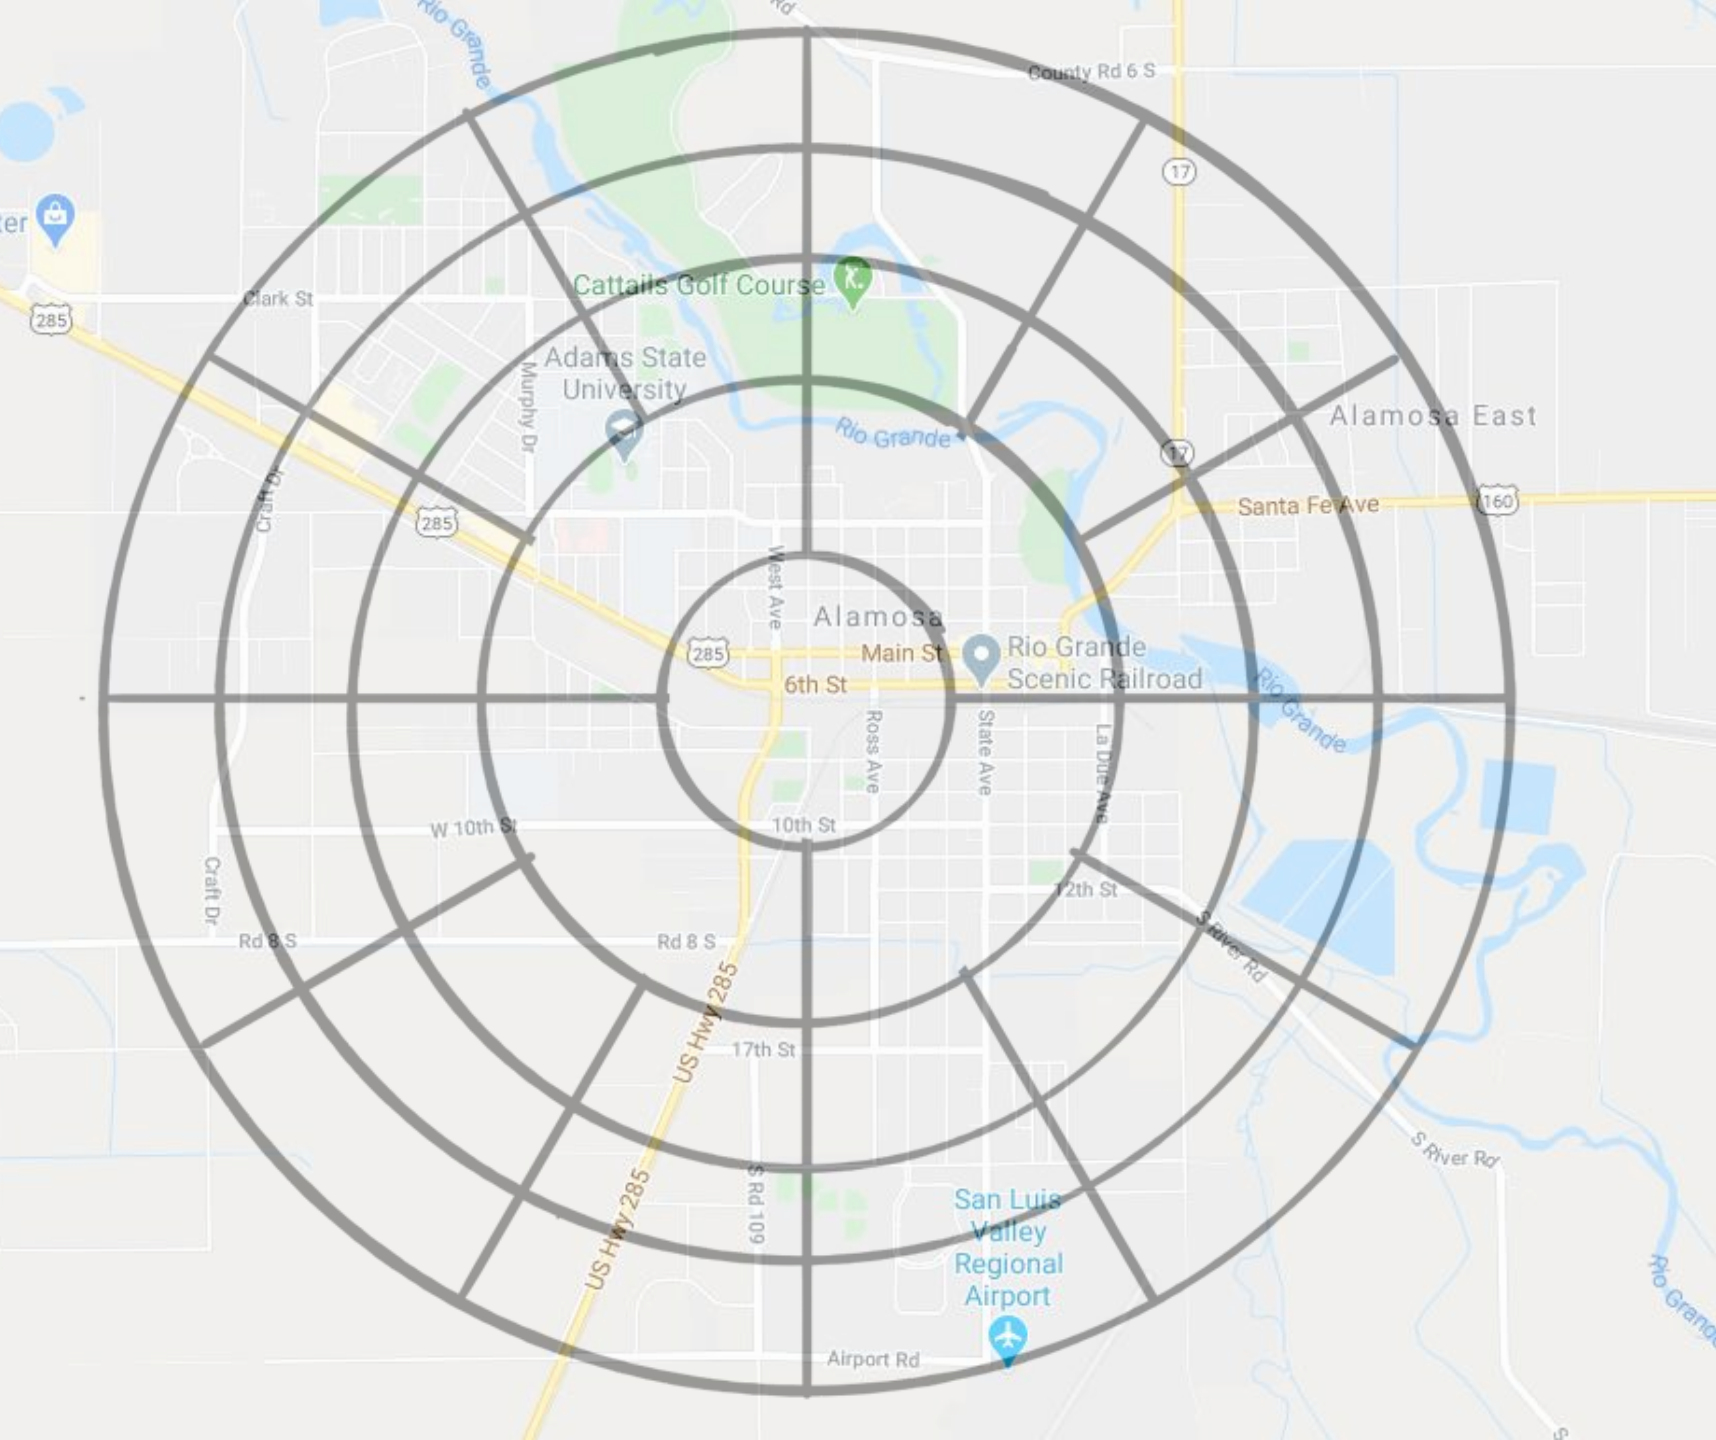 Rd
Rio Grande
County Rd 6 S
17
ter
Clark St
285
Cattails Golf Course
Adams State
University
Murphy Dr
Alamosa East
Rio Grande
17
Craft Dr
285
Santa Fe Ave
160
West Ave
Alamosa
285
Main St
Rio Grande
Scenic Railroad
6th St
Rio Grande
Ross Ave
State Ave
La Due Ave
W 10th St
10th St
Craft Dr
12th St
S River Rd
Rd 8 S
Rd 8 S
US Hwy 285
17th St
S River Rd
US Hwy 285
S Rd 109
San Luis
Valley
Regional
Airport
Rio Grande
Airport Rd
S